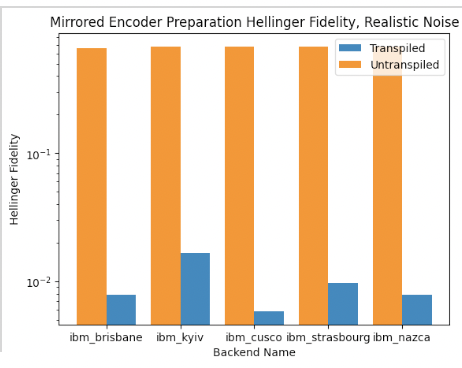 Mirrored Encoder Preparation Hellinger Fidelity, Realistic Noise
Transpiled
Untranspiled
Hellinger Fidelity
10⁻¹
10⁻²
ibm_brisbane ibm_kyiv ibm_cusco ibm_strasbourg ibm_nazca
Backend Name